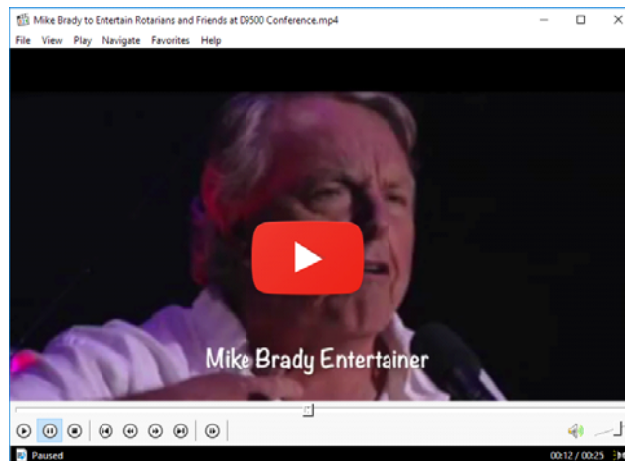 Mike Brady to Entertain Rotarians and Friends at D9500 Conference.mp4
File View Play Navigate Favorites Help
Mike Brady Entertainer
Paused
00:12 / 00:25